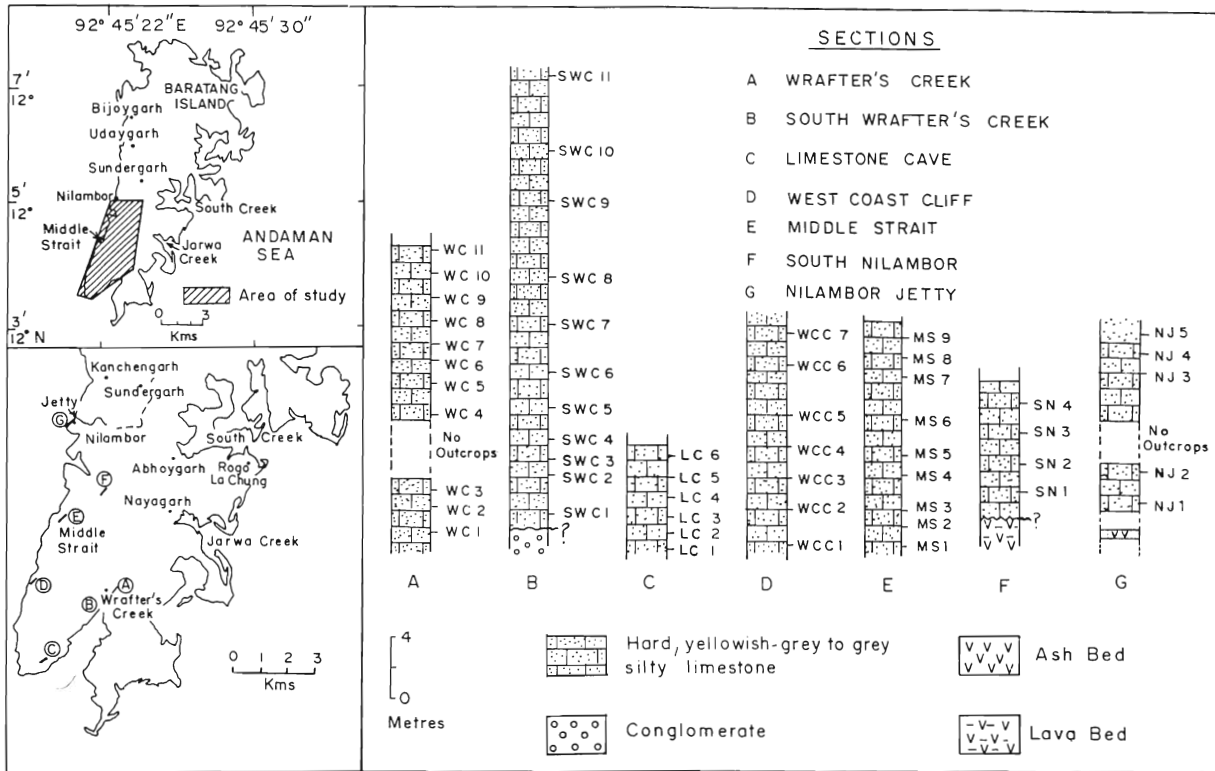 92° 45′ 22″ E 92° 45′ 30″
7′
12°
BARATANG
ISLAND
Bijoygarh
Udaygarh
Sundergarh
5′
12°
Nilambor
South Creek
Middle
Strait
ANDAMAN
SEA
Jarwa
Creek
Area of study
3′
12° N
0 3
Kms
Kanchengarh
Sundergarh
Jetty
G
Nilambor
South Creek
Abhoygarh
Rogo
La Chung
F
Nayagarh
E
Middle
Strait
Jarwa Creek
D
A
Wrafter's
Creek
B
C
0 1 2 3
Kms
SECTIONS
A WRAFTER'S CREEK
B SOUTH WRAFTER'S CREEK
C LIMESTONE CAVE
D WEST COAST CLIFF
E MIDDLE STRAIT
F SOUTH NILAMBOR
G NILAMBOR JETTY
WC 11
WC 10
WC 9
WC 8
WC 7
WC 6
WC 5
WC 4
No
Outcrops
WC 3
WC 2
WC 1
A
SWC 11
SWC 10
SWC 9
SWC 8
SWC 7
SWC 6
SWC 5
SWC 4
SWC 3
SWC 2
SWC 1
?
B
LC 6
LC 5
LC 4
LC 3
LC 2
LC 1
C
WCC 7
WCC 6
WCC 5
WCC 4
WCC 3
WCC 2
WCC 1
D
MS 9
MS 8
MS 7
MS 6
MS 5
MS 4
MS 3
MS 2
MS 1
E
SN 4
SN 3
SN 2
SN 1
?
F
NJ 5
NJ 4
NJ 3
No
Outcrops
NJ 2
NJ 1
G
4
0
Metres
Hard, yellowish-grey to grey
silty limestone
Ash Bed
Conglomerate
Lava Bed